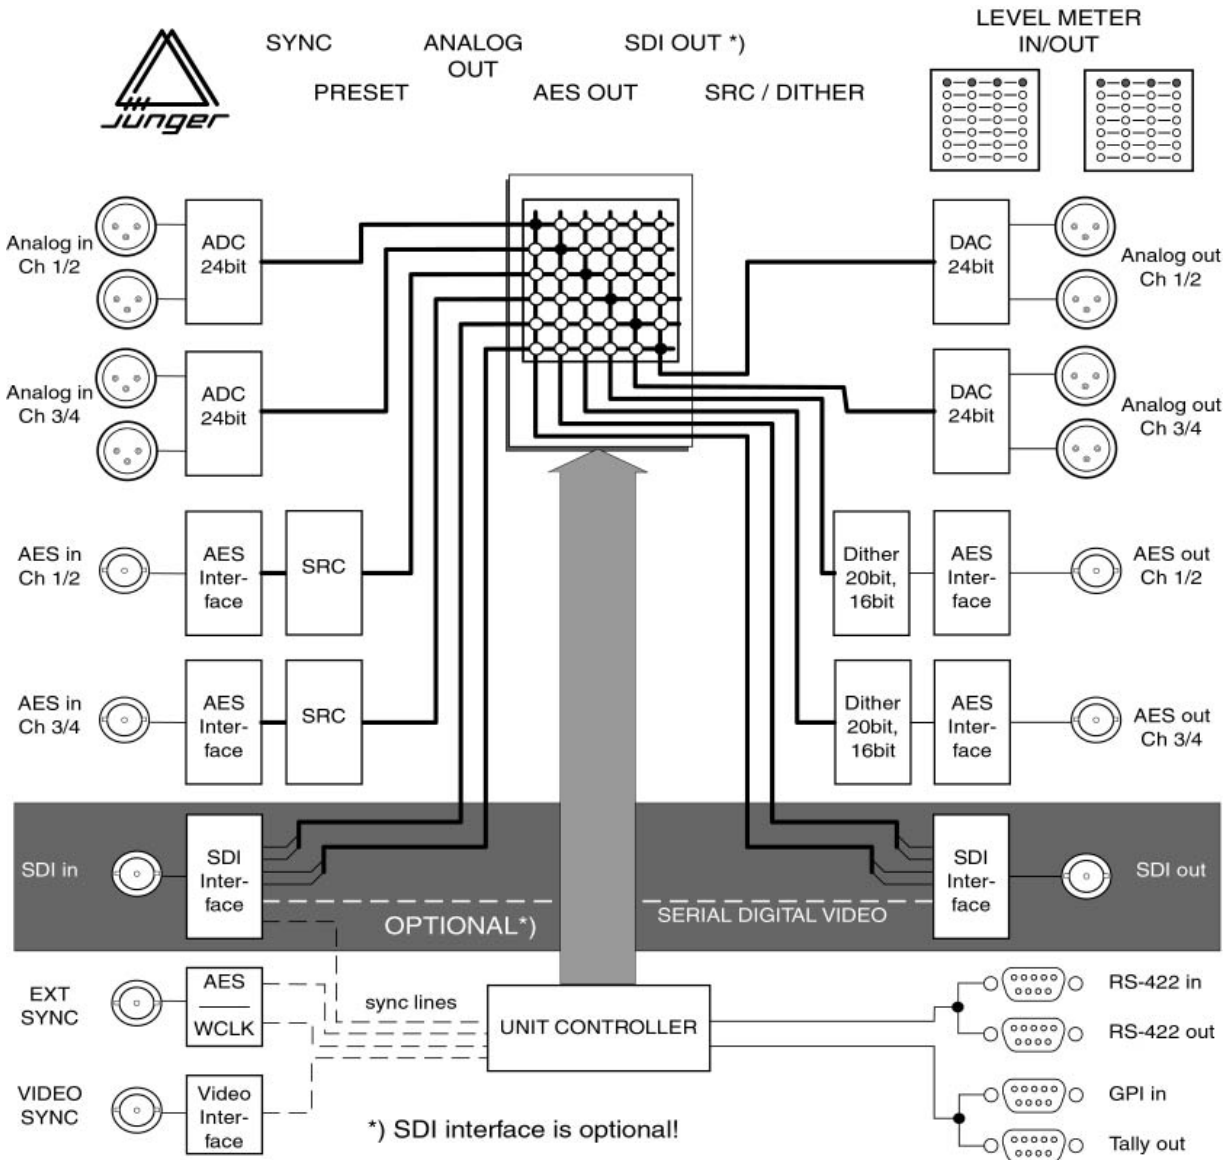 LEVEL METER
IN/OUT
SYNC
ANALOG
OUT
SDI OUT *)
PRESET
AES OUT
SRC / DITHER
Junger
Analog in
Ch 1/2
ADC
24bit
DAC
24bit
Analog out
Ch 1/2
Analog in
Ch 3/4
ADC
24bit
DAC
24bit
Analog out
Ch 3/4
AES in
Ch 1/2
AES
Inter-
face
SRC
Dither
20bit,
16bit
AES
Inter-
face
AES out
Ch 1/2
AES in
Ch 3/4
AES
Inter-
face
SRC
Dither
20bit,
16bit
AES
Inter-
face
AES out
Ch 3/4
SDI in
SDI
Inter-
face
OPTIONAL*)
SERIAL DIGITAL VIDEO
SDI
Inter-
face
SDI out
EXT
SYNC
AES
WCLK
sync lines
UNIT CONTROLLER
RS-422 in
RS-422 out
VIDEO
SYNC
Video
Inter-
face
*) SDI interface is optional!
GPI in
Tally out